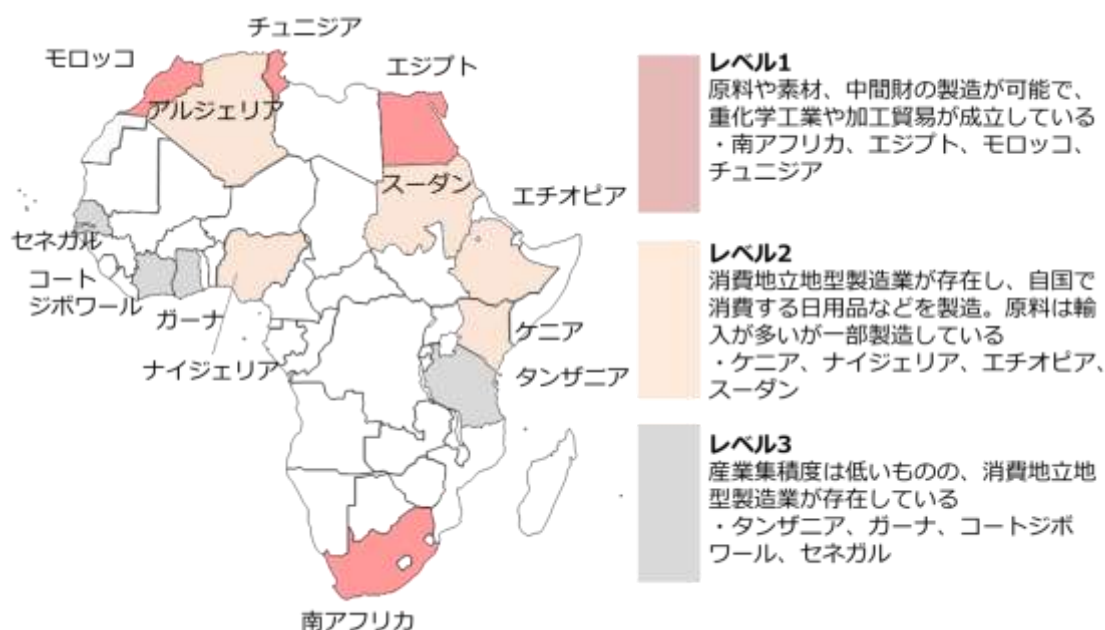 チュニジア
モロッコ
エジプト
アルジェリア
スーダン
エチオピア
セネガル
コート
ジボワール
ガーナ
ナイジェリア
ケニア
タンザニア
南アフリカ
レベル1
原料や素材、中間財の製造が可能で、
重化学工業や加工貿易が成立している
・南アフリカ、エジプト、モロッコ、
チュニジア
レベル2
消費地立地型製造業が存在し、自国で
消費する日用品などを製造。原料は輸
入が多いが一部製造している
・ケニア、ナイジェリア、エチオピア、
スーダン
レベル3
産業集積度は低いものの、消費地立地
型製造業が存在している
・タンザニア、ガーナ、コートジボ
ワール、セネガル